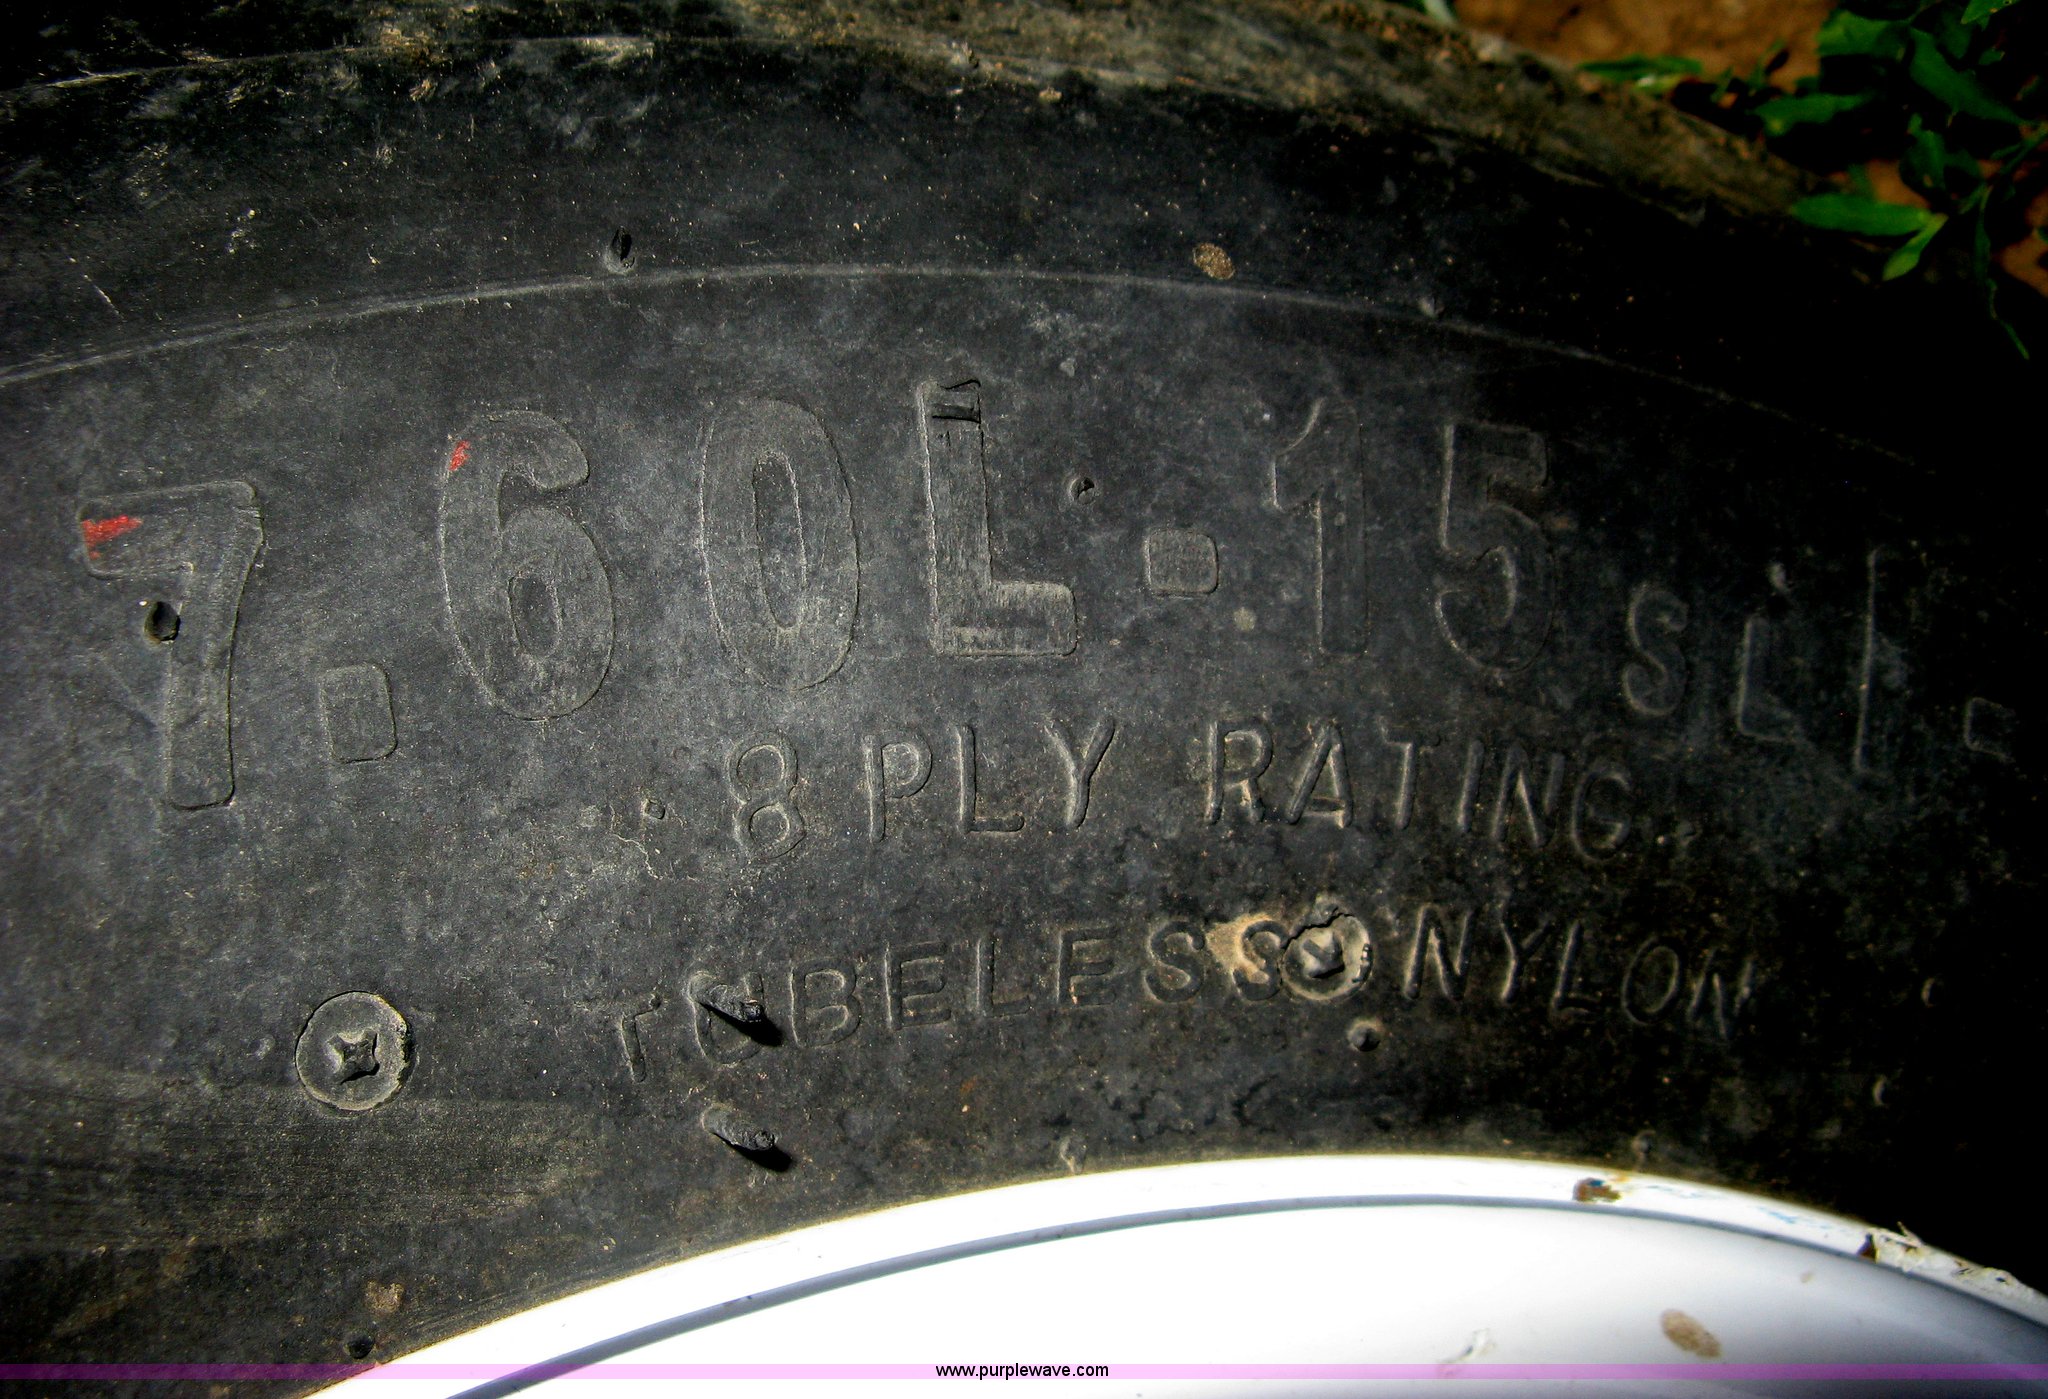 7.60L-15 SL
8 PLY RATING
TUBELESS NYLON
www.purplewave.com